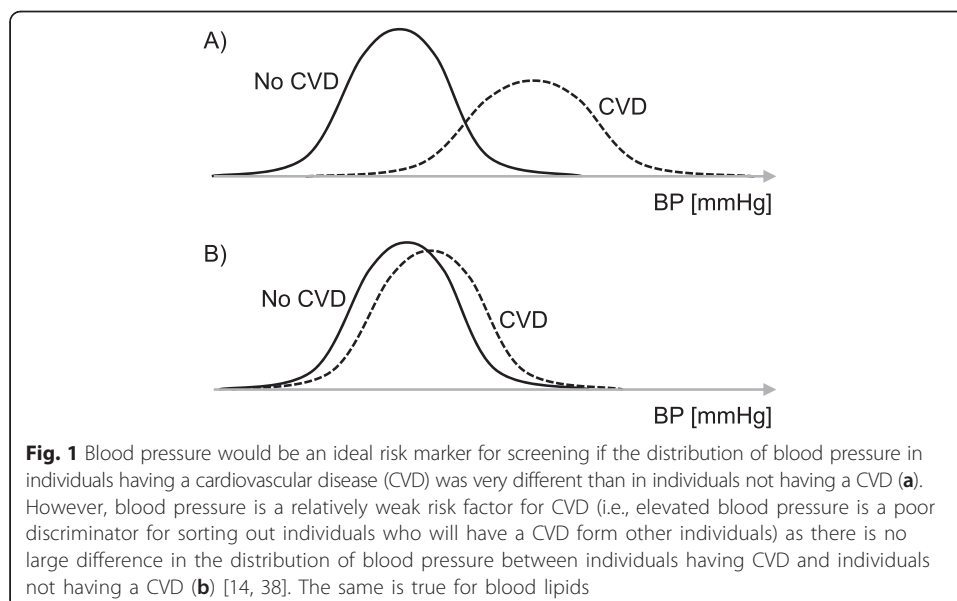 A)
No CVD
CVD
BP [mmHg]
B)
No CVD
CVD
BP [mmHg]
Fig. 1 Blood pressure would be an ideal risk marker for screening if the distribution of blood pressure in
individuals having a cardiovascular disease (CVD) was very different than in individuals not having a CVD (a).
However, blood pressure is a relatively weak risk factor for CVD (i.e., elevated blood pressure is a poor
discriminator for sorting out individuals who will have a CVD form other individuals) as there is no
large difference in the distribution of blood pressure between individuals having CVD and individuals
not having a CVD (b) [14, 38]. The same is true for blood lipids